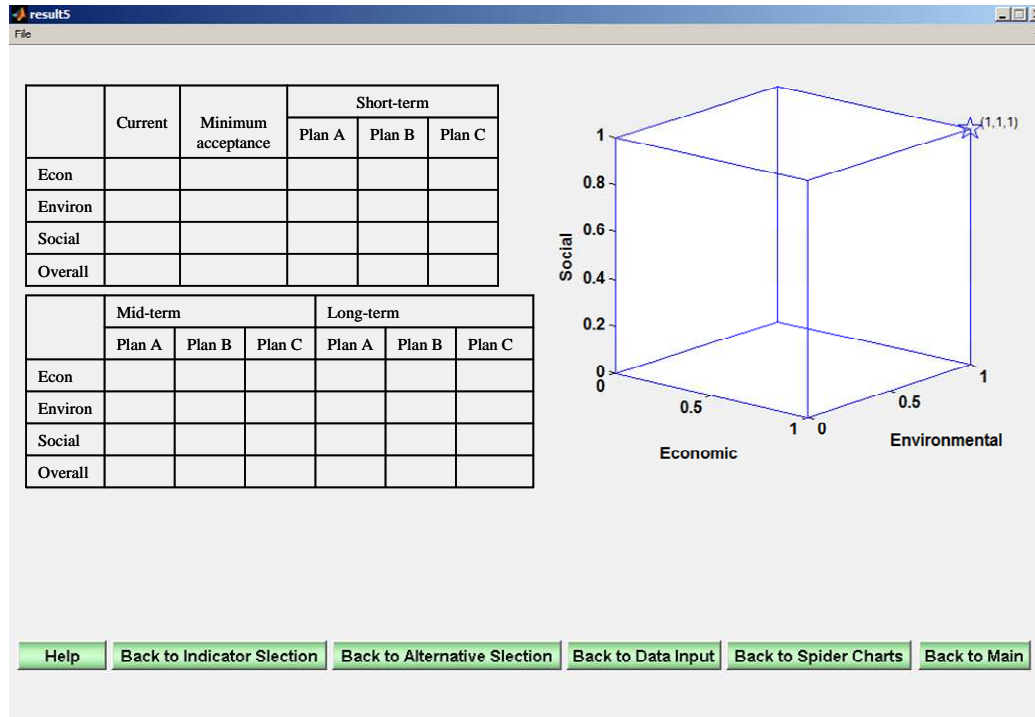 result5
File
Short-term
Current Minimum acceptance Plan A Plan B Plan C
Econ
Environ
Social
Overall
Mid-term Long-term
Plan A Plan B Plan C Plan A Plan B Plan C
Econ
Environ
Social
Overall
(1,1,1)
1
0.8
0.6
0.4
0.2
0
Social
0 0.5 1
Economic
0 0.5 1
Environmental
Help Back to Indicator Slection Back to Alternative Slection Back to Data Input Back to Spider Charts Back to Main